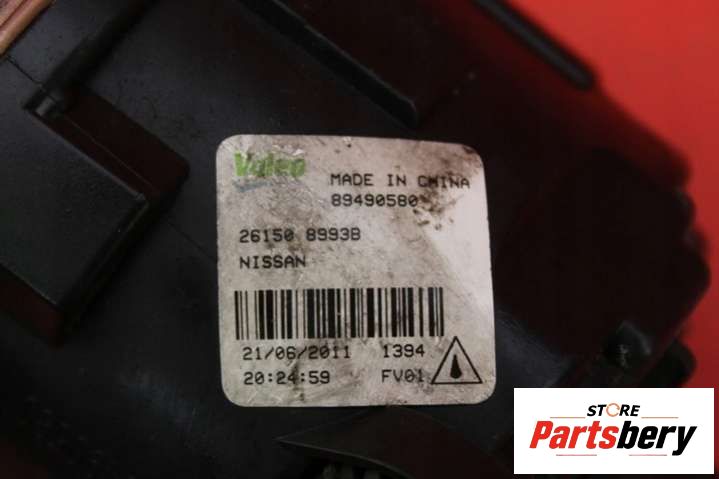 Valeo
MADE IN CHINA
89490580
26150 8993B
NISSAN
21/06/2011 1394
20:24:59 FV01
STORE
Partsbery